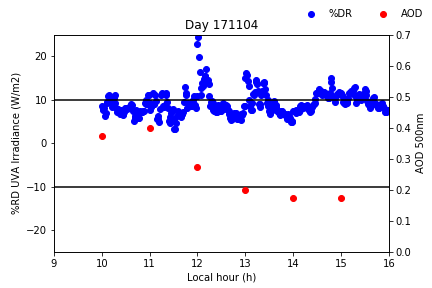 %DR AOD
Day 171104
20
10
0
−10
−20
%RD UVA Irradiance (W/m2)
0.7
0.6
0.5
0.4
0.3
0.2
0.1
0.0
AOD 500nm
9 10 11 12 13 14 15 16
Local hour (h)